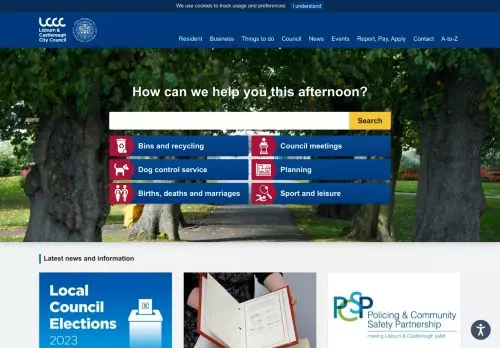 We use cookies to track usage and preferences I understand
LCCC
Lisburn &
Castlereagh
City Council
Resident Business Things to do Council News Events Report, Pay, Apply Contact A-to-Z
How can we help you this afternoon?
Search
Bins and recycling
Council meetings
Dog control service
Planning
Births, deaths and marriages
Sport and leisure
Latest news and information
Local
Council
Elections
2023
PCSP
Policing & Community
Safety Partnership
making Lisburn & Castlereagh safer